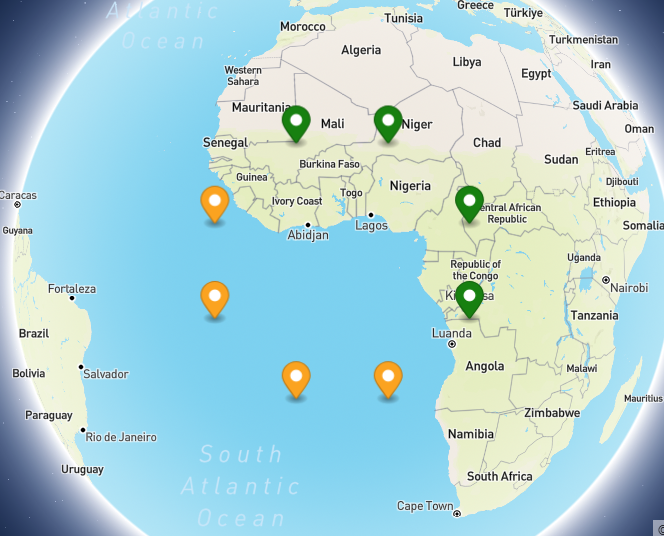 Atlantic
Ocean
Greece
Türkiye
Tunisia
Morocco
Turkmenistan
Algeria
Libya
Iran
Egypt
Western
Sahara
Mauritania
Saudi Arabia
Mali
Niger
Oman
Senegal
Chad
Eritrea
Sudan
Burkina Faso
Guinea
Djibouti
Nigeria
Togo
Caracas
Ivory Coast
Ethiopia
entral African
Republic
Lagos
Somalia
Guyana
Abidjan
Uganda
Republic of
the Congo
Fortaleza
Nairobi
Ki
sa
Tanzania
Brazil
Luanda
Angola
Malawi
Bolivia
Salvador
Mauritius
Paraguay
Zimbabwe
Rio de Janeiro
Namibia
South
Uruguay
South Africa
Atlantic
Cape Town
Ocean